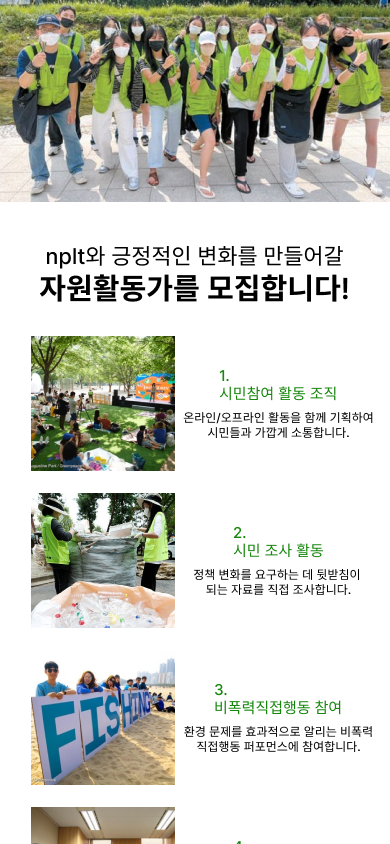 nplt와 긍정적인 변화를 만들어갈
자원활동가를 모집합니다!
1.
시민참여 활동 조직
온라인/오프라인 활동을 함께 기획하여
시민들과 가깝게 소통합니다.
2.
시민 조사 활동
정책 변화를 요구하는 데 뒷받침이
되는 자료를 직접 조사합니다.
3.
비폭력직접행동 참여
환경 문제를 효과적으로 알리는 비폭력
직접행동 퍼포먼스에 참여합니다.
FISHING